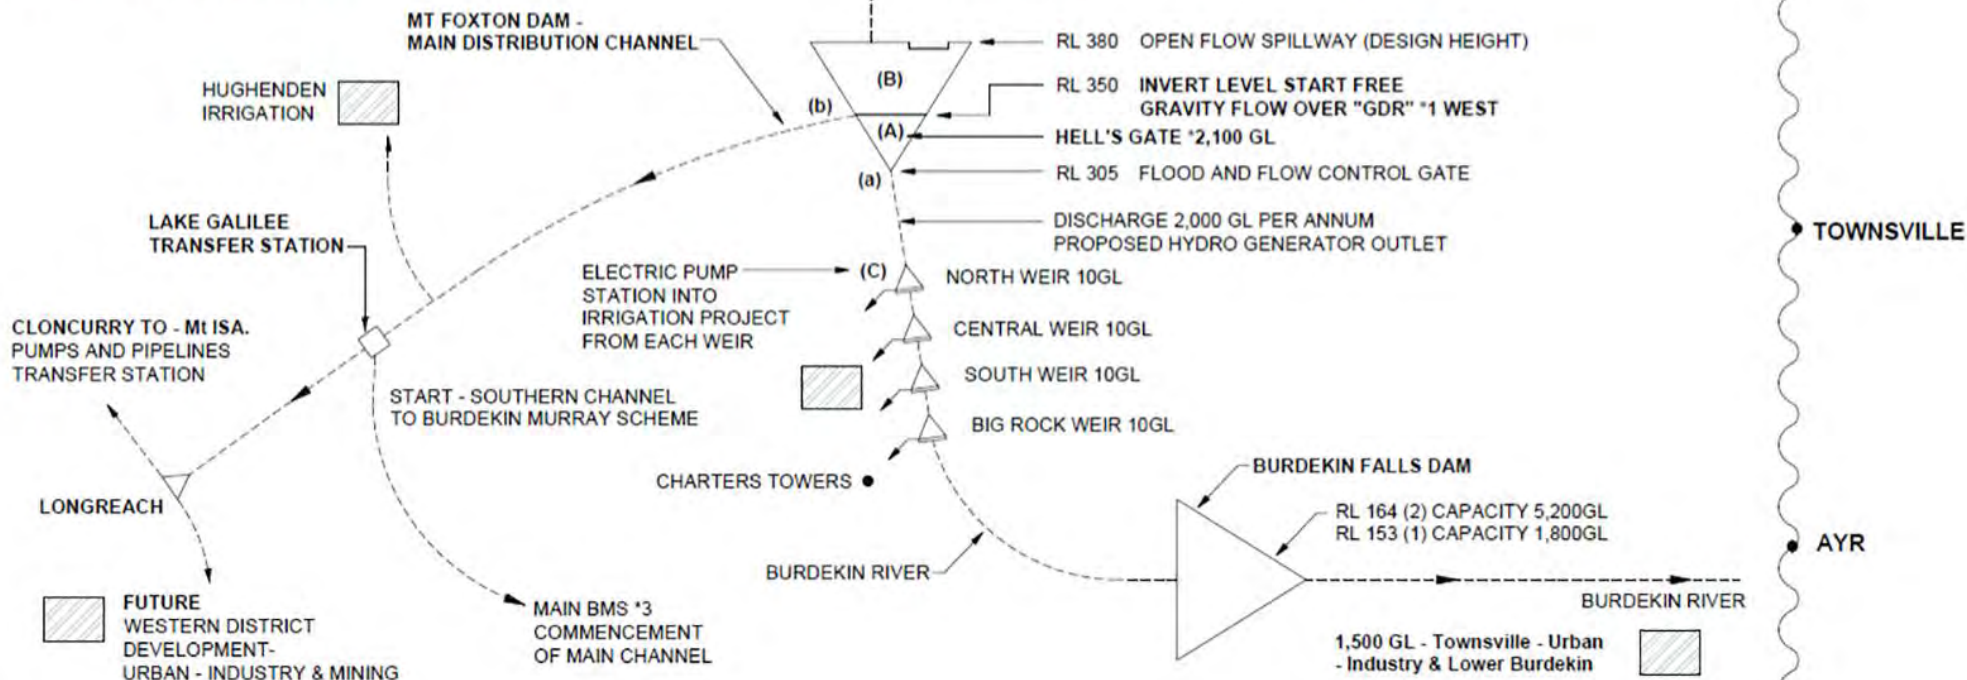 MT FOXTON DAM -
MAIN DISTRIBUTION CHANNEL
RL 380 OPEN FLOW SPILLWAY (DESIGN HEIGHT)
(B)
HUGHENDEN
IRRIGATION
RL 350 INVERT LEVEL START FREE
GRAVITY FLOW OVER "GDR" *1 WEST
(b)
(A)
HELL'S GATE *2,100 GL
(a)
RL 305 FLOOD AND FLOW CONTROL GATE
LAKE GALILEE
TRANSFER STATION
DISCHARGE 2,000 GL PER ANNUM
PROPOSED HYDRO GENERATOR OUTLET
TOWNSVILLE
ELECTRIC PUMP
STATION INTO
IRRIGATION PROJECT
FROM EACH WEIR
(C)
NORTH WEIR 10GL
CENTRAL WEIR 10GL
SOUTH WEIR 10GL
BIG ROCK WEIR 10GL
CLONCURRY TO - Mt ISA.
PUMPS AND PIPELINES
TRANSFER STATION
START - SOUTHERN CHANNEL
TO BURDEKIN MURRAY SCHEME
CHARTERS TOWERS
LONGREACH
BURDEKIN FALLS DAM
RL 164 (2) CAPACITY 5,200GL
RL 153 (1) CAPACITY 1,800GL
AYR
BURDEKIN RIVER
BURDEKIN RIVER
FUTURE
WESTERN DISTRICT
DEVELOPMENT-
URBAN - INDUSTRY & MINING
MAIN BMS *3
COMMENCEMENT
OF MAIN CHANNEL
1,500 GL - Townsville - Urban
- Industry & Lower Burdekin